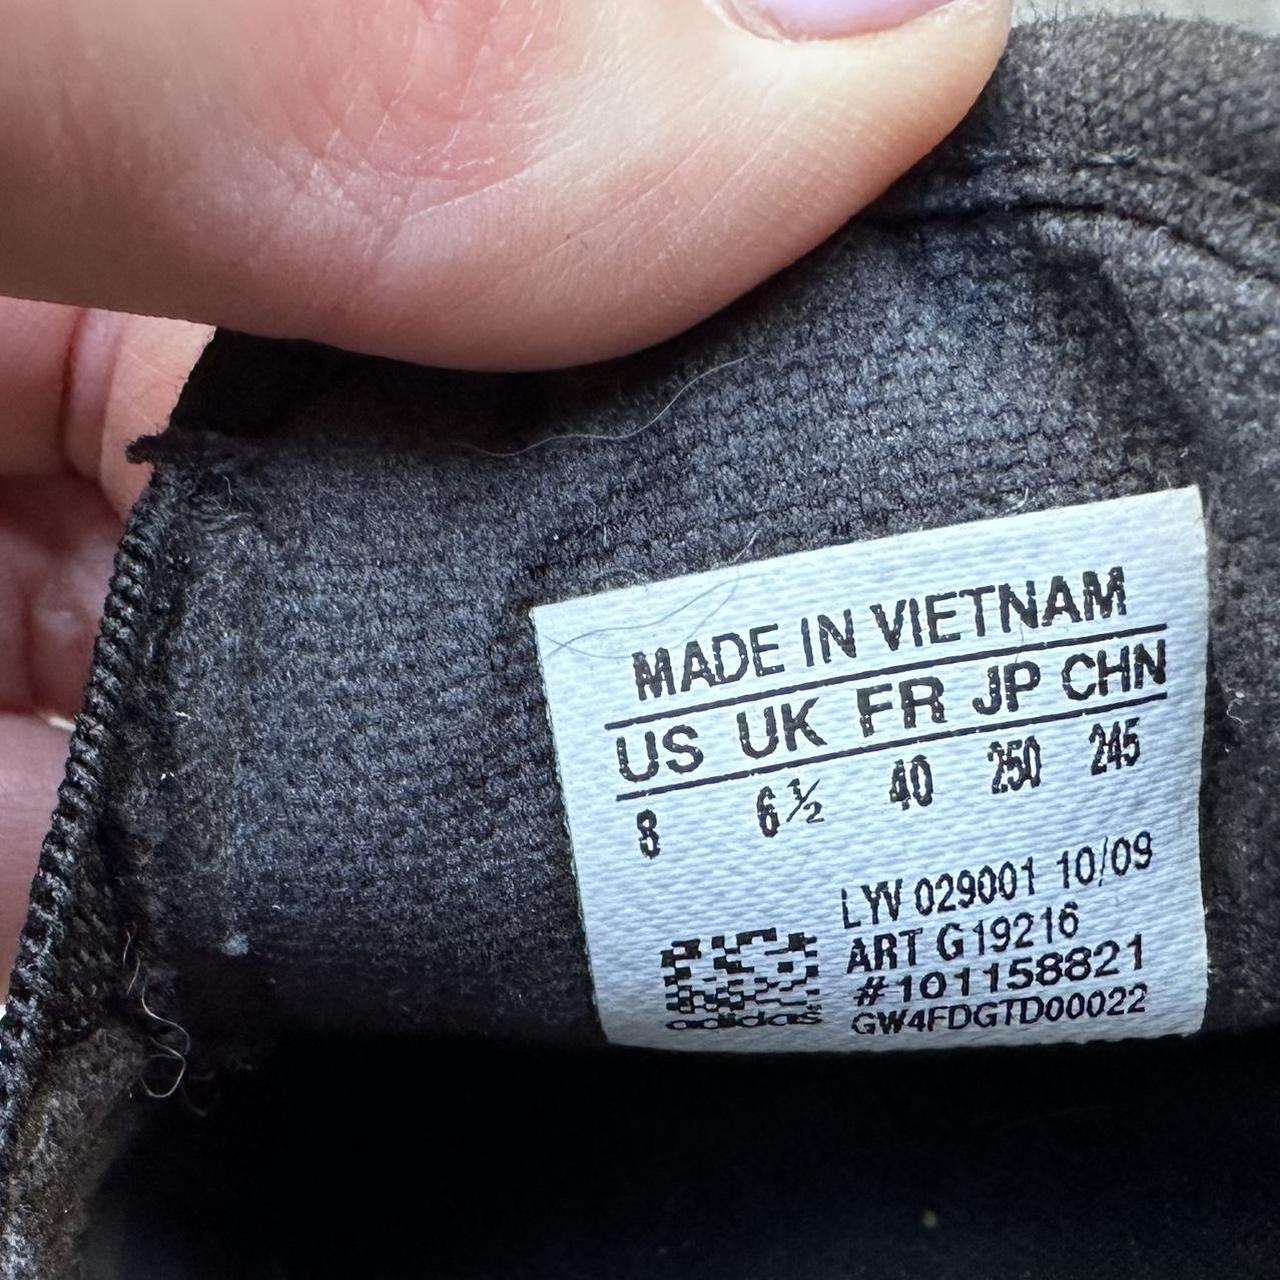 MADE IN VIETNAM
US UK FR JP CHN
8 6½ 40 250 245
LYV 029001 10/09
ART G19216
#101158821
GW4FDGTD00022
adidas